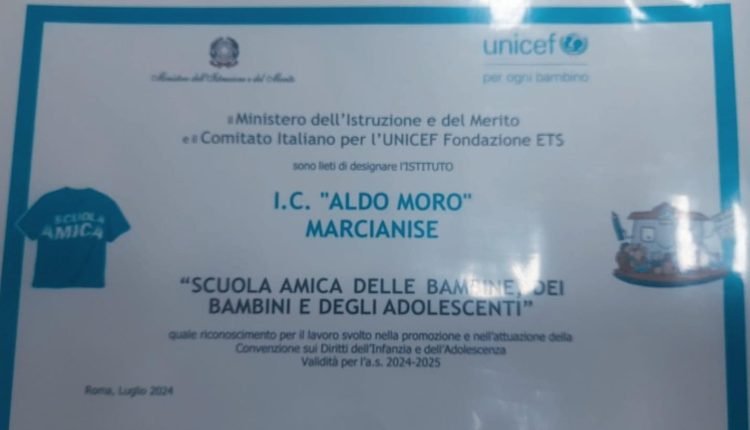 Ministero dell'Istruzione e del Merito
unicef
per ogni bambino
il Ministero dell'Istruzione e del Merito
e il Comitato Italiano per l'UNICEF Fondazione ETS
sono lieti di designare l'ISTITUTO
I.C. "ALDO MORO"
MARCIANISE
SCUOLA
AMICA
"SCUOLA AMICA DELLE BAMBINE, DEI
BAMBINI E DEGLI ADOLESCENTI"
quale riconoscimento per il lavoro svolto nella promozione e nell'attuazione della
Convenzione sui Diritti dell'Infanzia e dell'Adolescenza
Validità per l'a.s. 2024-2025
Roma, Luglio 2024